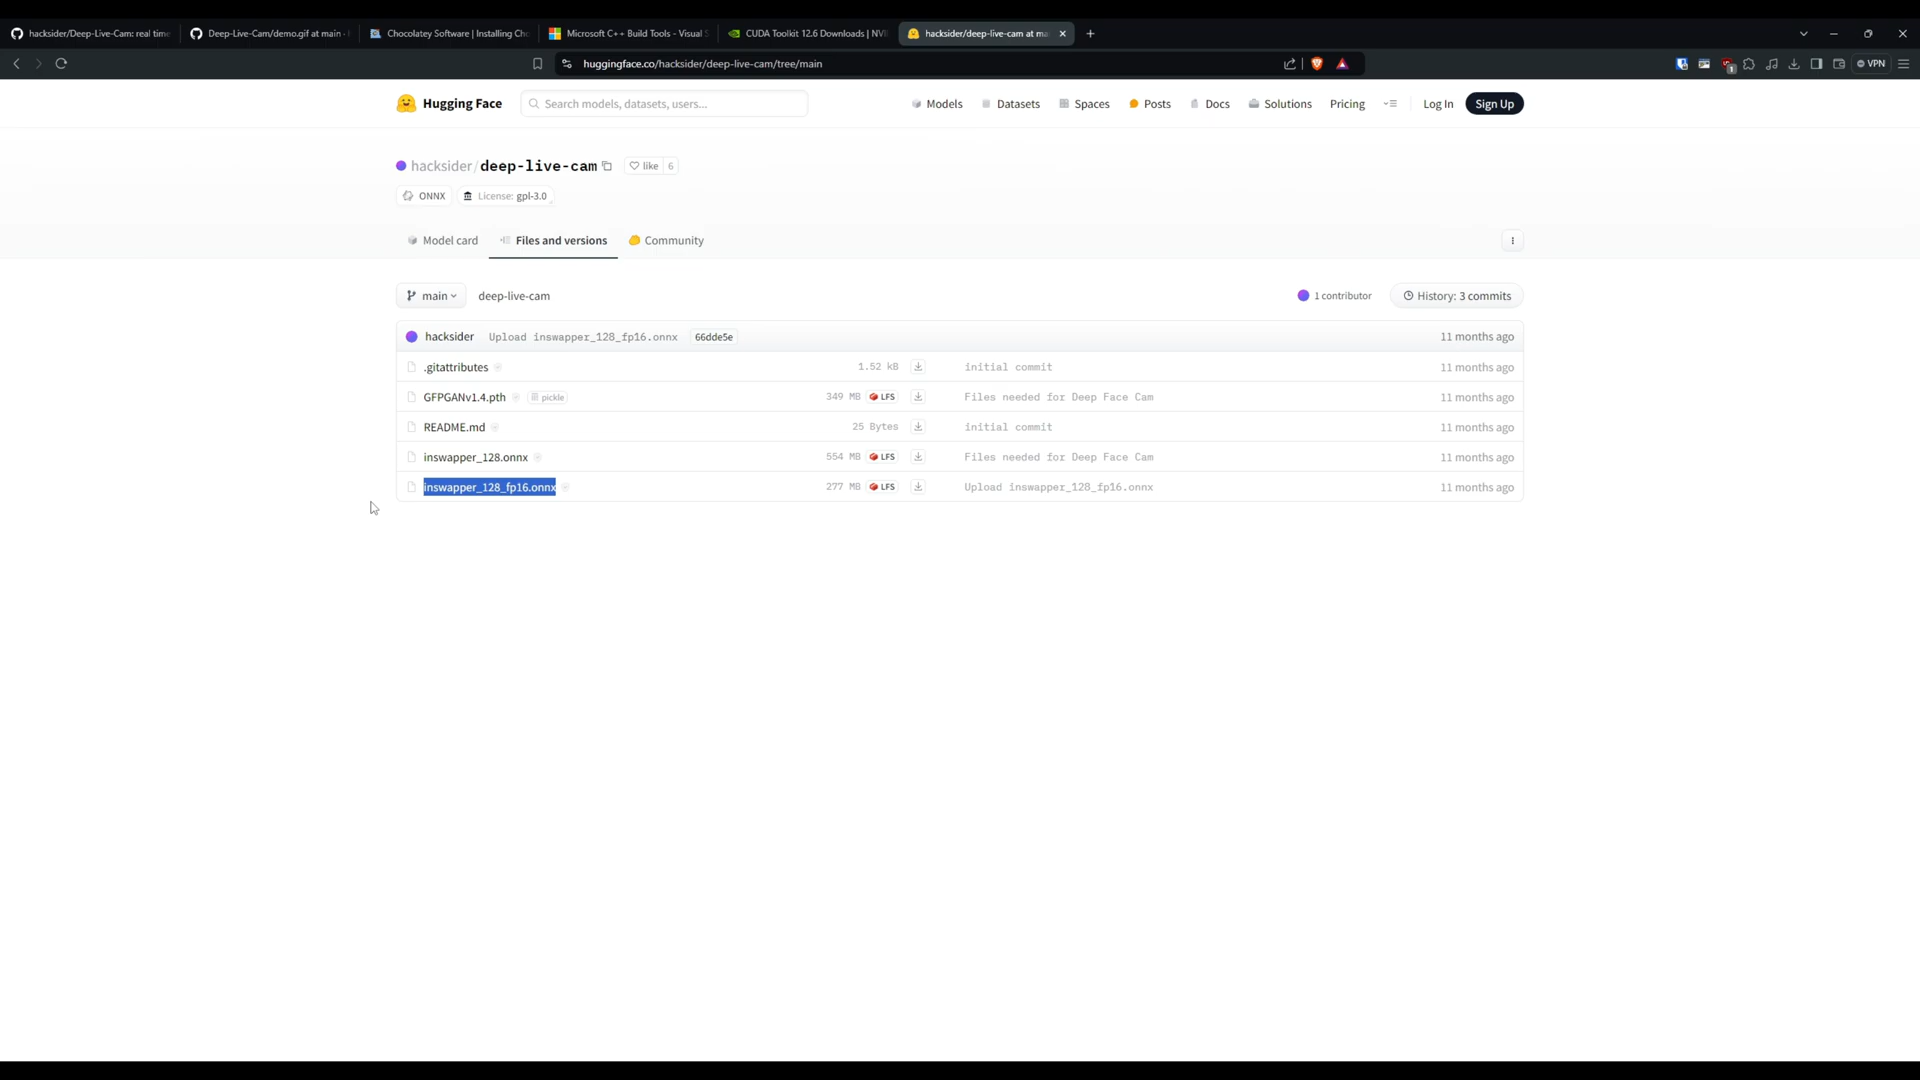 hacksider/Deep-Live-Cam: real time
Deep-Live-Cam/demo.gif at main ·
Chocolatey Software | Installing Cho
Microsoft C++ Build Tools - Visual S
CUDA Toolkit 12.6 Downloads | NVI
hacksider/deep-live-cam at ma
huggingface.co/hacksider/deep-live-cam/tree/main
1
VPN
Hugging Face
Search models, datasets, users...
Models
Datasets
Spaces
Posts
Docs
Solutions
Pricing
Log In
Sign Up
hacksider/deep-live-cam
like 6
ONNX
License: gpl-3.0
Model card
Files and versions
Community
main
deep-live-cam
1 contributor
History: 3 commits
hacksider Upload inswapper_128_fp16.onnx 66dde5e 11 months ago
.gitattributes 1.52 kB initial commit 11 months ago
GFPGANv1.4.pth pickle 349 MB LFS Files needed for Deep Face Cam 11 months ago
README.md 25 Bytes initial commit 11 months ago
inswapper_128.onnx 554 MB LFS Files needed for Deep Face Cam 11 months ago
inswapper_128_fp16.onnx 277 MB LFS Upload inswapper_128_fp16.onnx 11 months ago